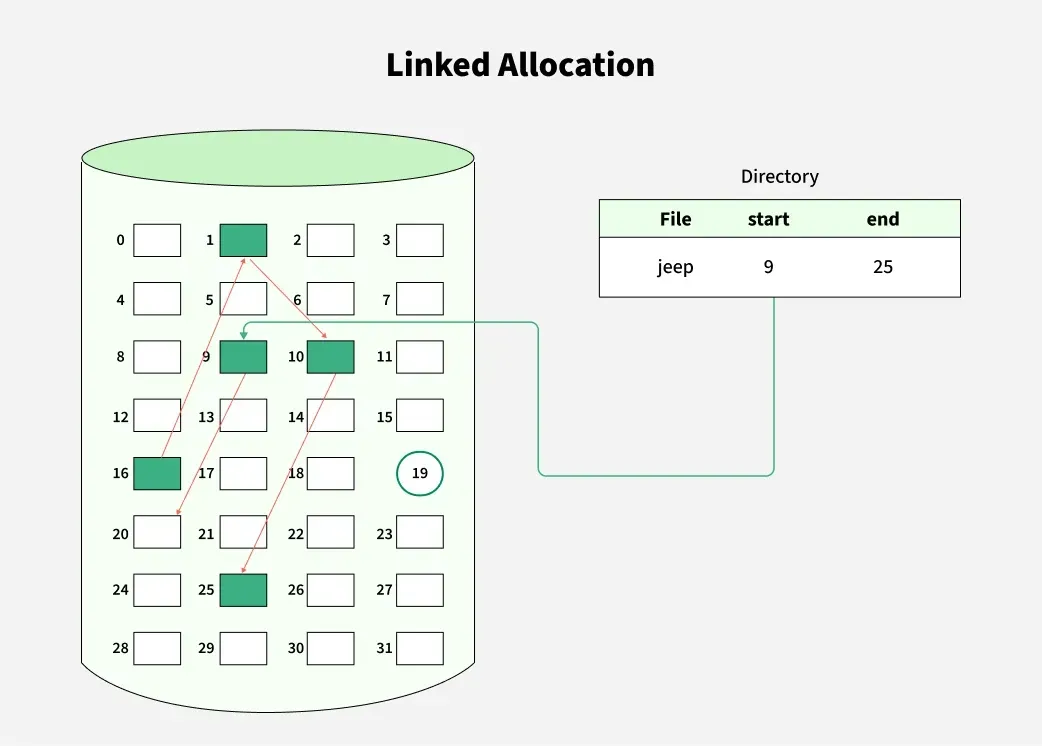 Linked Allocation
Directory
File start end
jeep 9 25
0 1 2 3
4 5 6 7
8 9 10 11
12 13 14 15
16 17 18 19
20 21 22 23
24 25 26 27
28 29 30 31